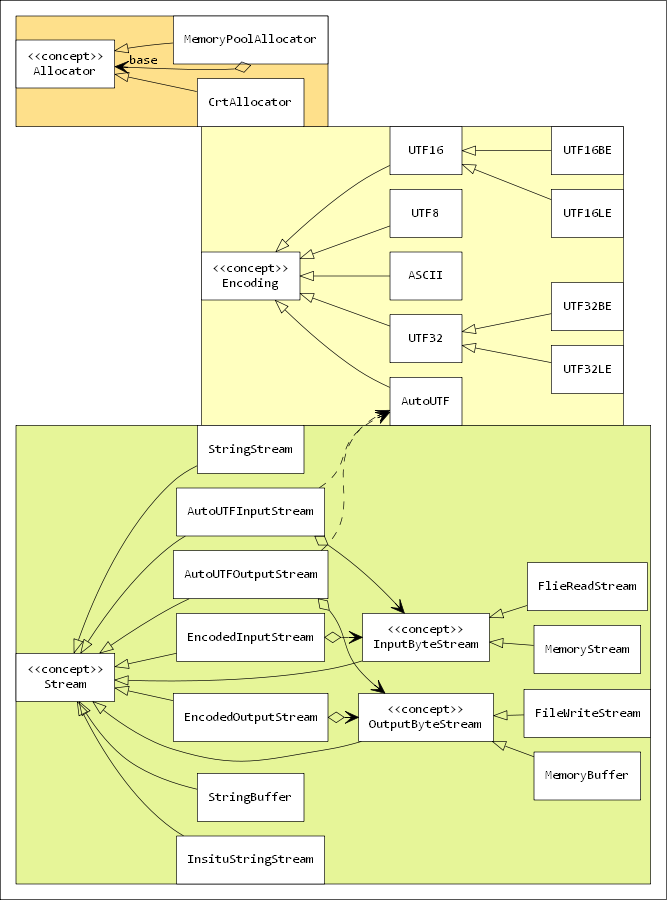 MemoryPoolAllocator
<<concept>>
Allocator
base
CrtAllocator
UTF16
UTF16BE
UTF8
UTF16LE
<<concept>>
Encoding
ASCII
UTF32BE
UTF32
UTF32LE
AutoUTF
StringStream
AutoUTFInputStream
AutoUTFOutputStream
FlieReadStream
EncodedInputStream
<<concept>>
InputByteStream
MemoryStream
<<concept>>
Stream
EncodedOutputStream
<<concept>>
OutputByteStream
FileWriteStream
MemoryBuffer
StringBuffer
InsituStringStream